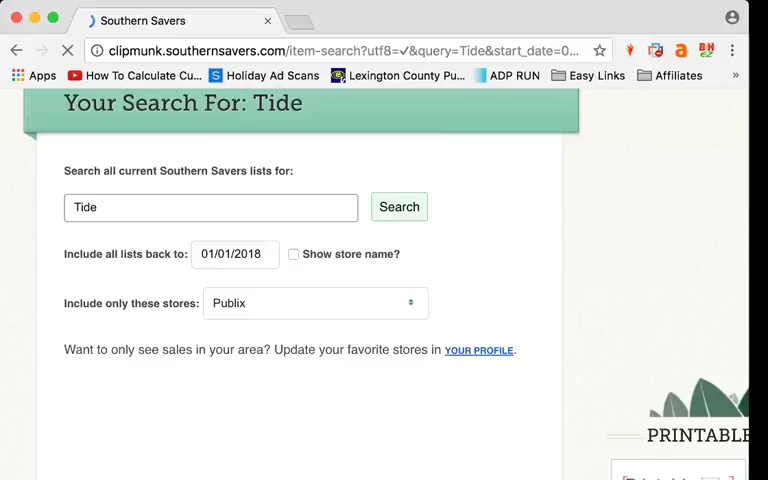 Southern Savers
clipmunk.southernsavers.com/item-search?utf8=✓&query=Tide&start_date=0...
Apps How To Calculate Cu... Holiday Ad Scans Lexington County Pu... ADP RUN Easy Links Affiliates »
Your Search For: Tide
Search all current Southern Savers lists for:
Tide Search
Include all lists back to: 01/01/2018 Show store name?
Include only these stores: Publix
Want to only see sales in your area? Update your favorite stores in YOUR PROFILE.
PRINTABLE